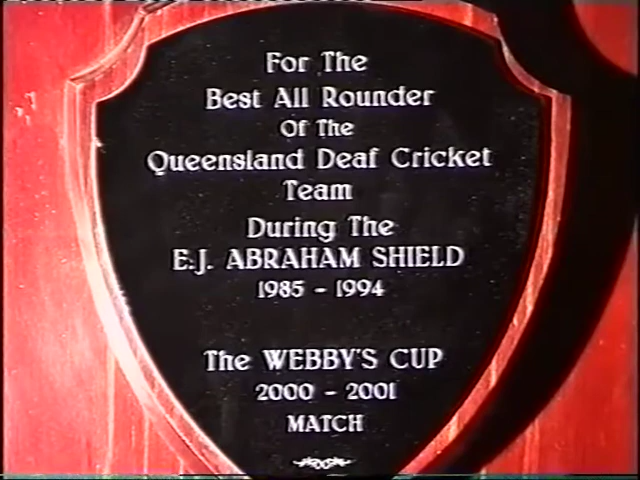 For The
Best All Rounder
Of The
Queensland Deaf Cricket
Team
During The
E.J. ABRAHAM SHIELD
1985 - 1994
The WEBBY'S CUP
2000 - 2001
MATCH